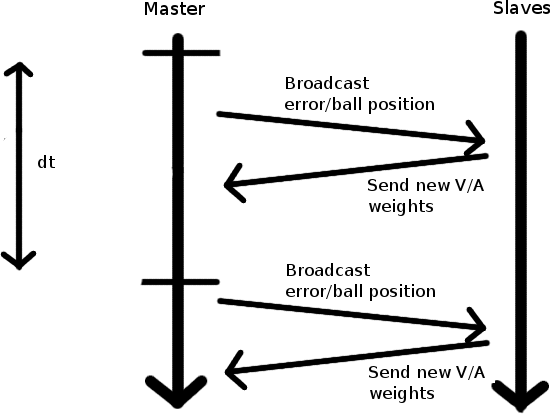 Master
Slaves
Broadcast
error/ball position
dt
Send new V/A
weights
Broadcast
error/ball position
Send new V/A
weights